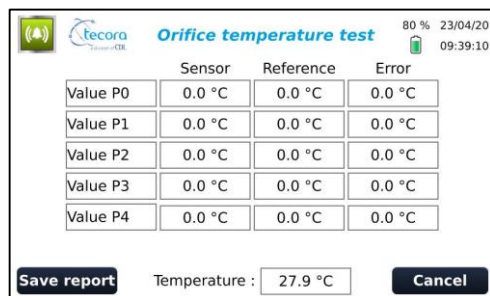 tecora
Orifice temperature test
80 % 23/04/20
09:39:10
Sensor Reference Error
Value P0 0.0 °C 0.0 °C 0.0 °C
Value P1 0.0 °C 0.0 °C 0.0 °C
Value P2 0.0 °C 0.0 °C 0.0 °C
Value P3 0.0 °C 0.0 °C 0.0 °C
Value P4 0.0 °C 0.0 °C 0.0 °C
Save report Temperature : 27.9 °C Cancel